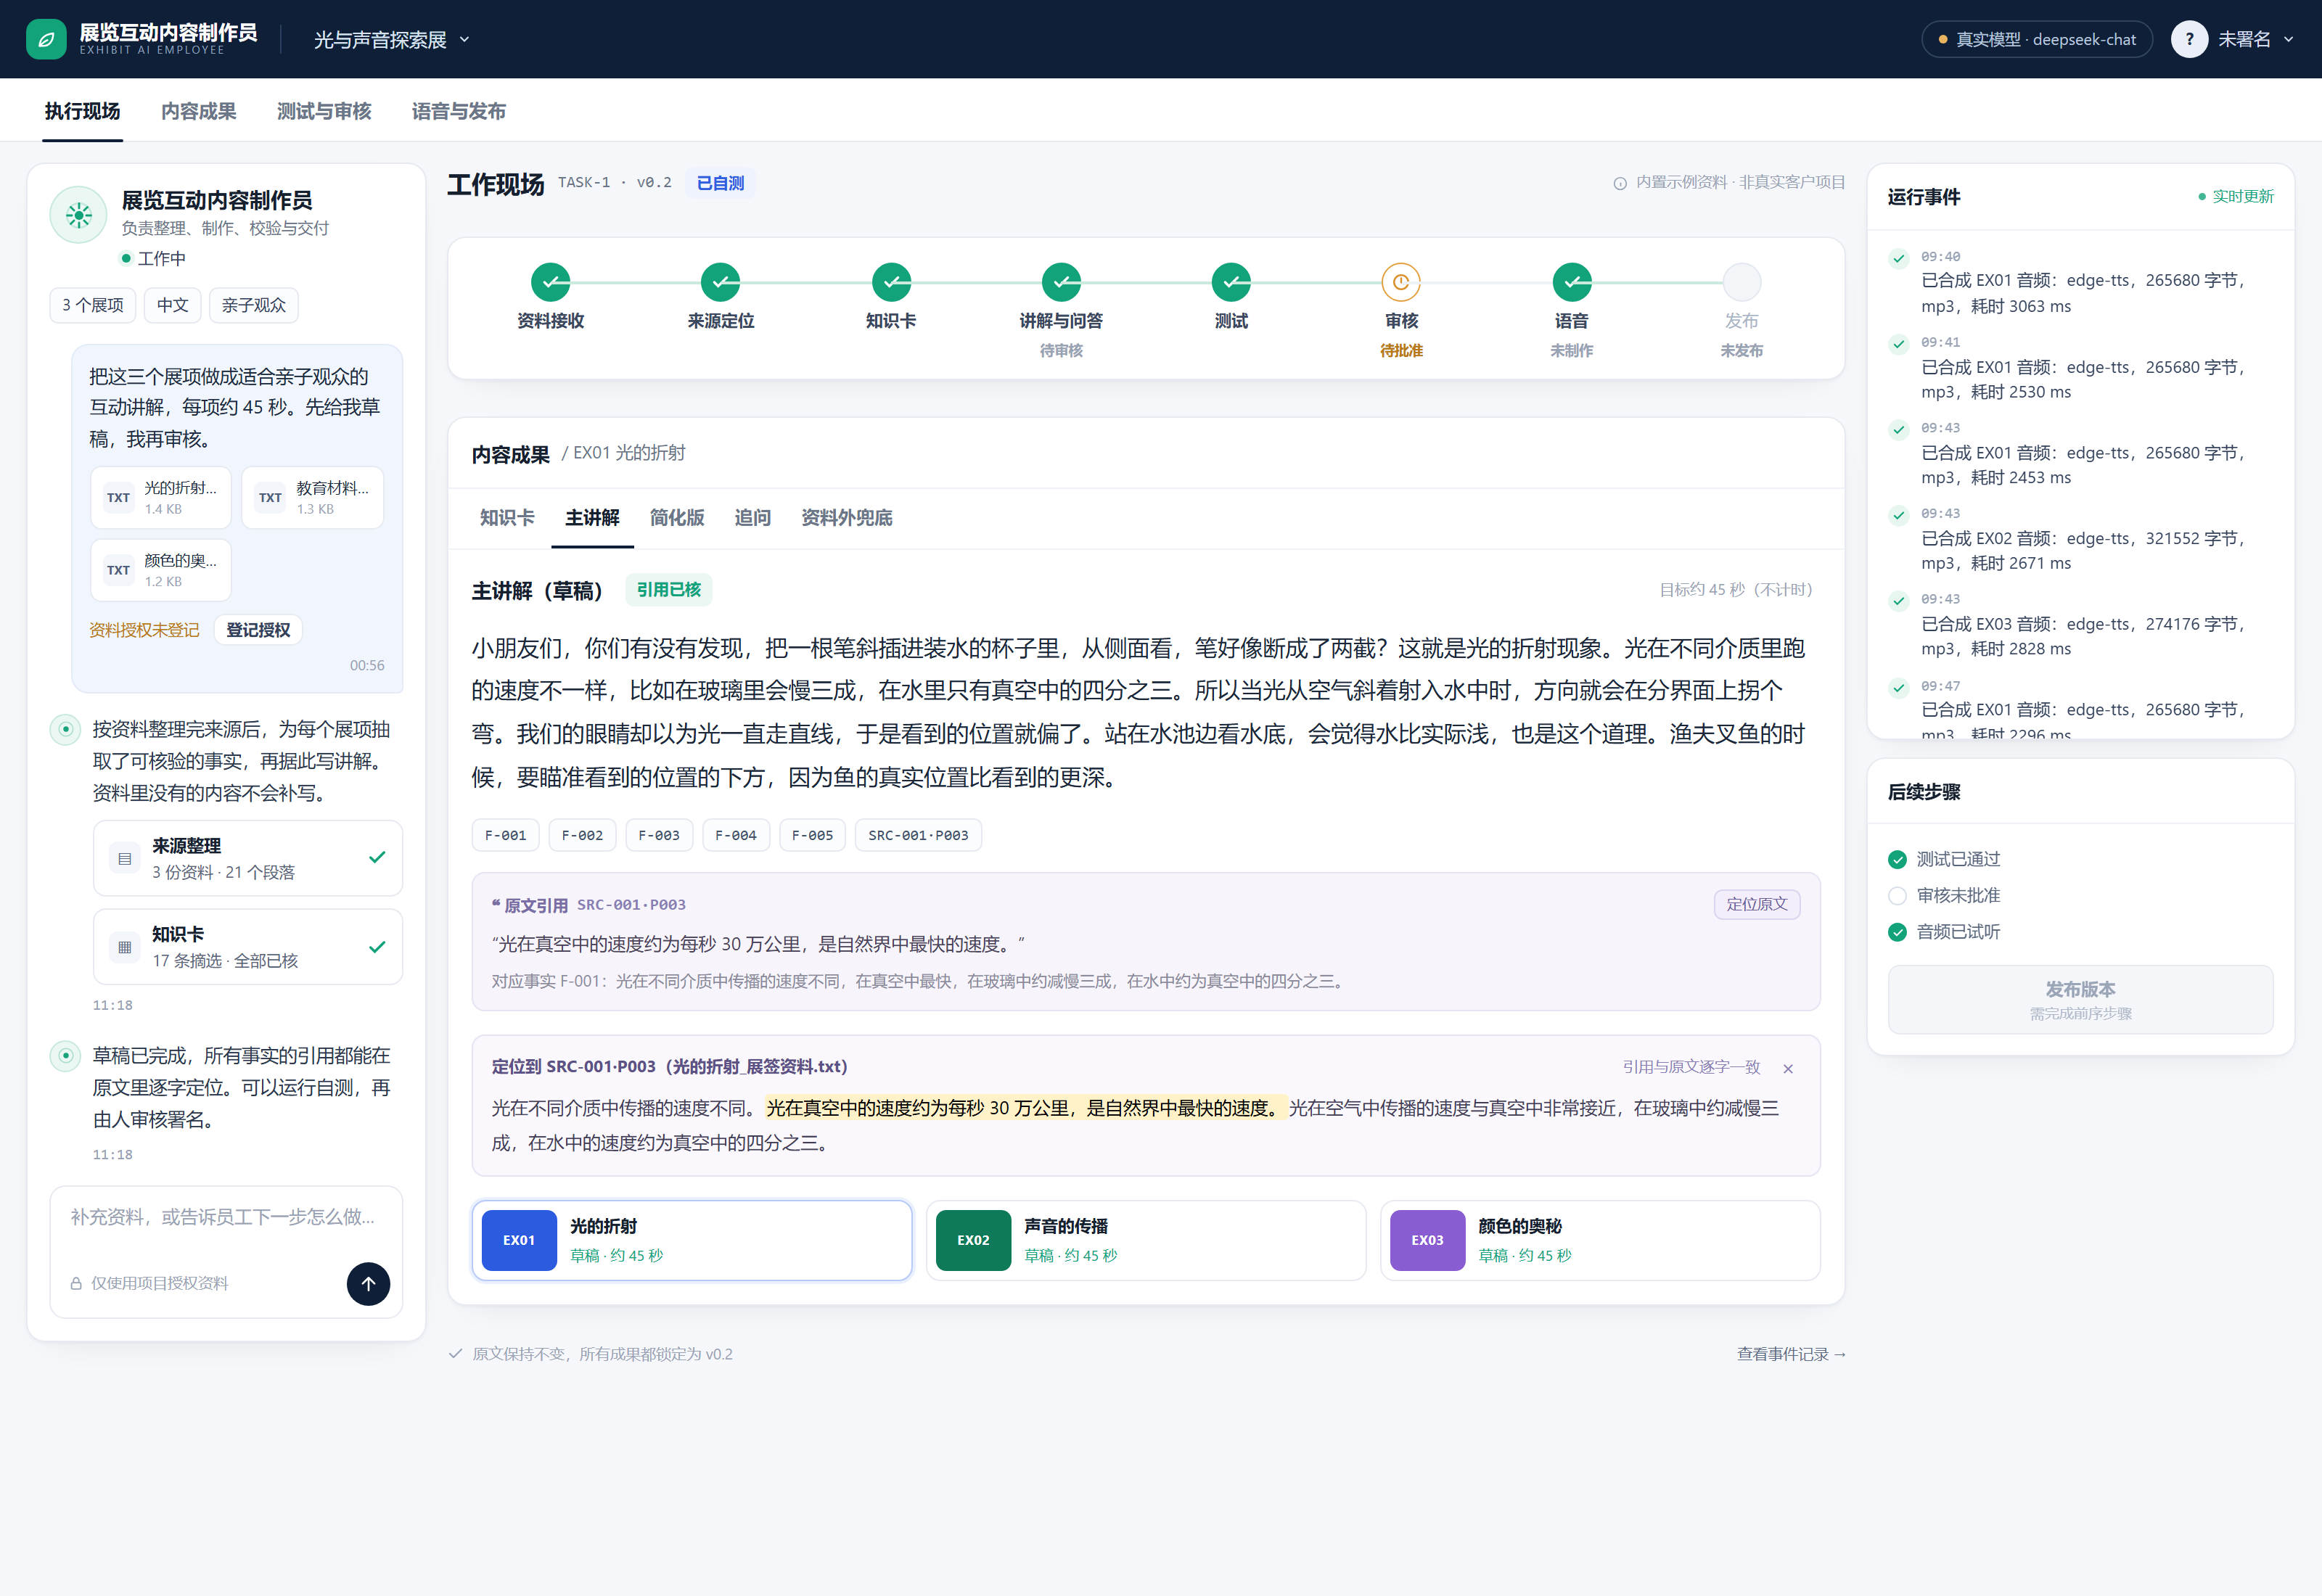 展览互动内容制作员
EXHIBIT AI EMPLOYEE
光与声音探索展
真实模型 · deepseek-chat
?
未署名
执行现场
内容成果
测试与审核
语音与发布
展览互动内容制作员
负责整理、制作、校验与交付
工作中
3 个展项
中文
亲子观众
把这三个展项做成适合亲子观众的
互动讲解，每项约 45 秒。先给我草
稿，我再审核。
TXT
光的折射...
1.4 KB
TXT
教育材料...
1.3 KB
TXT
颜色的奥...
1.2 KB
资料授权未登记
登记授权
00:56
按资料整理完来源后，为每个展项抽
取了可核验的事实，再据此写讲解。
资料里没有的内容不会补写。
来源整理
3 份资料 · 21 个段落
知识卡
17 条摘选 · 全部已核
11:18
草稿已完成，所有事实的引用都能在
原文里逐字定位。可以运行自测，再
由人审核署名。
11:18
补充资料，或告诉员工下一步怎么做...
仅使用项目授权资料
工作现场
TASK-1 · v0.2
已自测
内置示例资料 · 非真实客户项目
资料接收
来源定位
知识卡
讲解与问答
待审核
测试
审核
待批准
语音
未制作
发布
未发布
内容成果
/ EX01 光的折射
知识卡
主讲解
简化版
追问
资料外兜底
主讲解（草稿）
引用已核
目标约 45 秒（不计时）
小朋友们，你们有没有发现，把一根笔斜插进装水的杯子里，从侧面看，笔好像断成了两截？这就是光的折射现象。光在不同介质里跑
的速度不一样，比如在玻璃里会慢三成，在水里只有真空中的四分之三。所以当光从空气斜着射入水中时，方向就会在分界面上拐个
弯。我们的眼睛却以为光一直走直线，于是看到的位置就偏了。站在水池边看水底，会觉得水比实际浅，也是这个道理。渔夫叉鱼的时
候，要瞄准看到的位置的下方，因为鱼的真实位置比看到的更深。
F-001
F-002
F-003
F-004
F-005
SRC-001·P003
❝ 原文引用 SRC-001·P003
定位原文
“光在真空中的速度约为每秒 30 万公里，是自然界中最快的速度。”
对应事实 F-001：光在不同介质中传播的速度不同，在真空中最快，在玻璃中约减慢三成，在水中约为真空中的四分之三。
定位到 SRC-001·P003（光的折射_展签资料.txt）
引用与原文逐字一致
×
光在不同介质中传播的速度不同。光在真空中的速度约为每秒 30 万公里，是自然界中最快的速度。光在空气中传播的速度与真空中非常接近，在玻璃中约减慢三
成，在水中的速度约为真空中的四分之三。
EX01
光的折射
草稿 · 约 45 秒
EX02
声音的传播
草稿 · 约 45 秒
EX03
颜色的奥秘
草稿 · 约 45 秒
原文保持不变，所有成果都锁定为 v0.2
查看事件记录 →
运行事件
实时更新
09:40
已合成 EX01 音频：edge-tts，265680 字节，
mp3，耗时 3063 ms
09:41
已合成 EX01 音频：edge-tts，265680 字节，
mp3，耗时 2530 ms
09:43
已合成 EX01 音频：edge-tts，265680 字节，
mp3，耗时 2453 ms
09:43
已合成 EX02 音频：edge-tts，321552 字节，
mp3，耗时 2671 ms
09:43
已合成 EX03 音频：edge-tts，274176 字节，
mp3，耗时 2828 ms
09:47
已合成 EX01 音频：edge-tts，265680 字节，
mp3，耗时 2296 ms
后续步骤
测试已通过
审核未批准
音频已试听
发布版本
需完成前序步骤